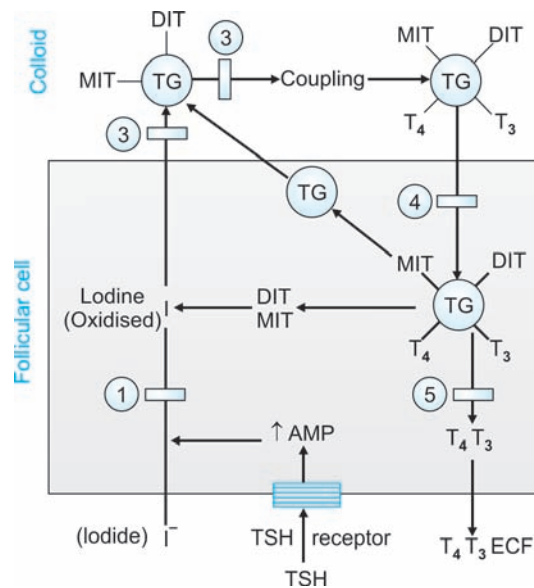 Colloid
DIT
3
MIT
TG
Coupling
MIT
DIT
TG
T₄
T₃
3
TG
4
Follicular cell
MIT
DIT
TG
T₄
T₃
Lodine
(Oxidised)
I
DIT
MIT
1
5
↑ AMP
T₄ T₃
(Iodide) I⁻
TSH receptor
TSH
T₄ T₃ ECF